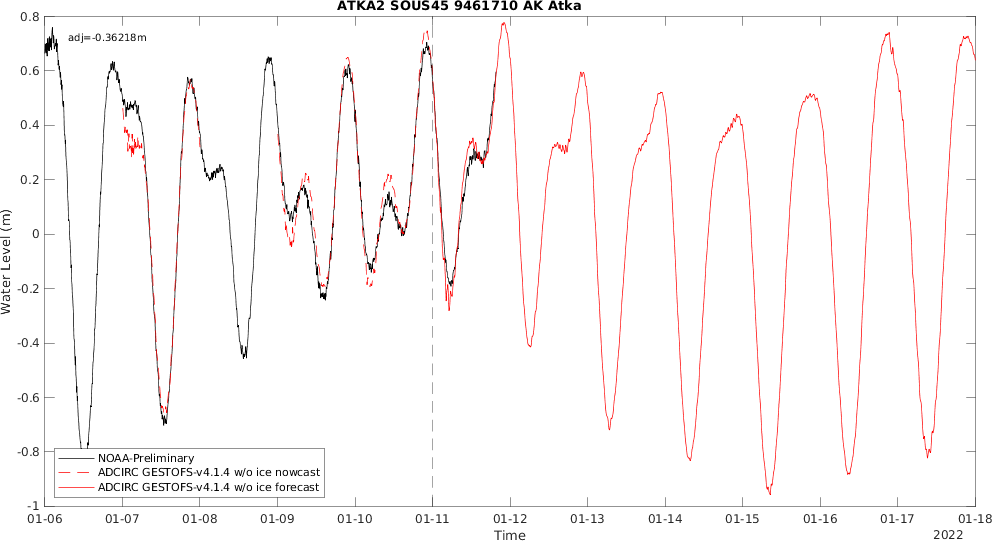 ATKA2 SOUS45 9461710 AK Atka
adj=-0.36218m
Water Level (m)
0.8
0.6
0.4
0.2
0
-0.2
-0.4
-0.6
-0.8
-1
NOAA-Preliminary
ADCIRC GESTOFS-v4.1.4 w/o ice nowcast
ADCIRC GESTOFS-v4.1.4 w/o ice forecast
01-06 01-07 01-08 01-09 01-10 01-11 01-12 01-13 01-14 01-15 01-16 01-17 01-18
Time
2022